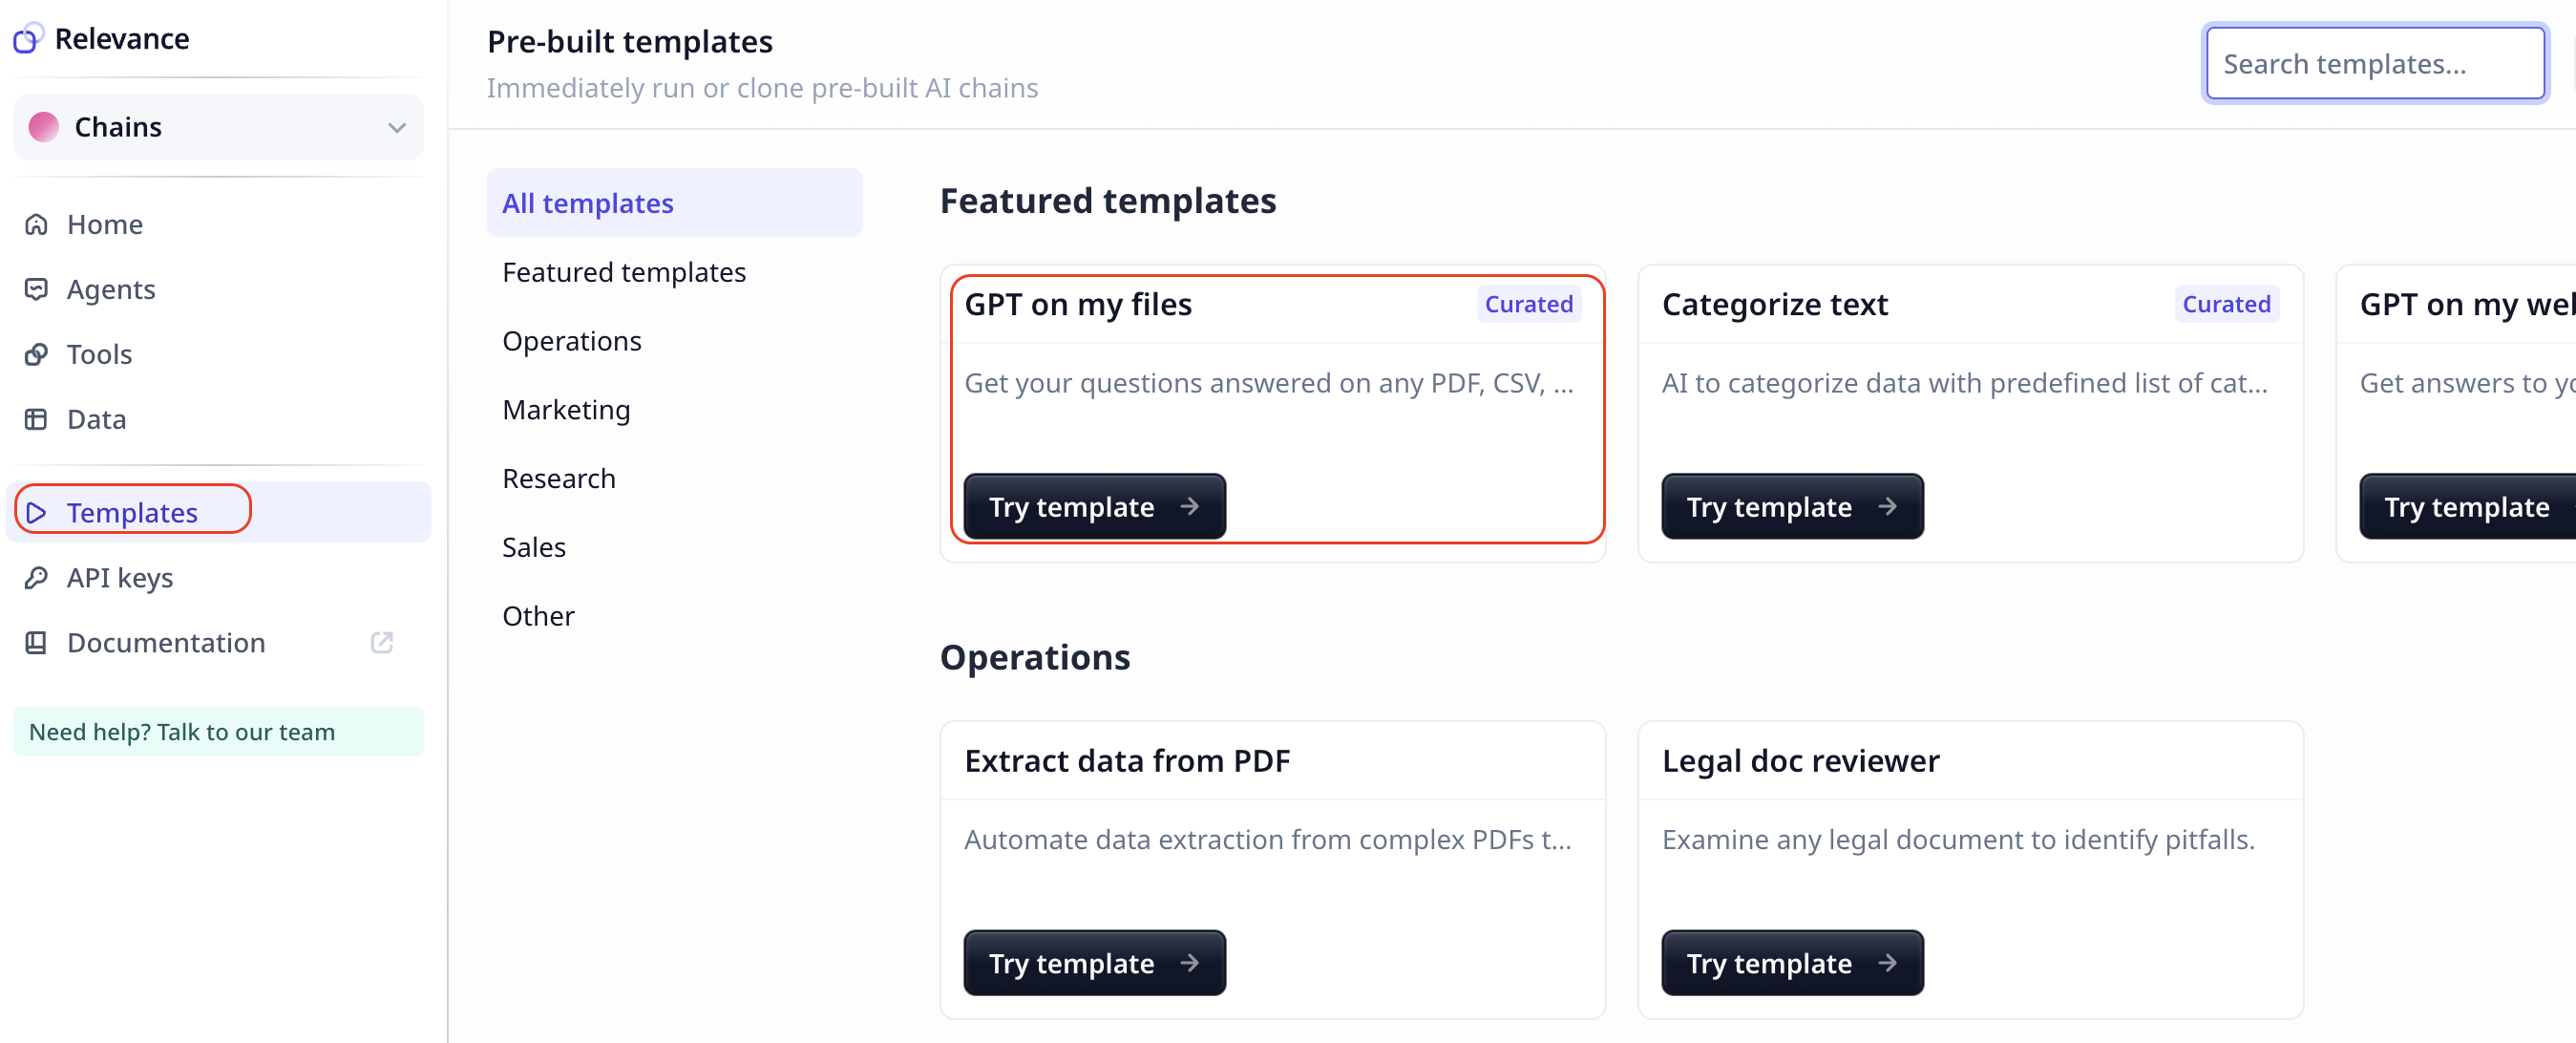 Relevance
Chains
Home
Agents
Tools
Data
Templates
API keys
Documentation
Need help? Talk to our team
Pre-built templates
Immediately run or clone pre-built AI chains
Search templates...
All templates
Featured templates
Operations
Marketing
Research
Sales
Other
Featured templates
GPT on my files
Curated
Get your questions answered on any PDF, CSV, ...
Try template
Categorize text
Curated
AI to categorize data with predefined list of cat...
Try template
GPT on my
Get answers to
Try template
Operations
Extract data from PDF
Automate data extraction from complex PDFs t...
Try template
Legal doc reviewer
Examine any legal document to identify pitfalls.
Try template